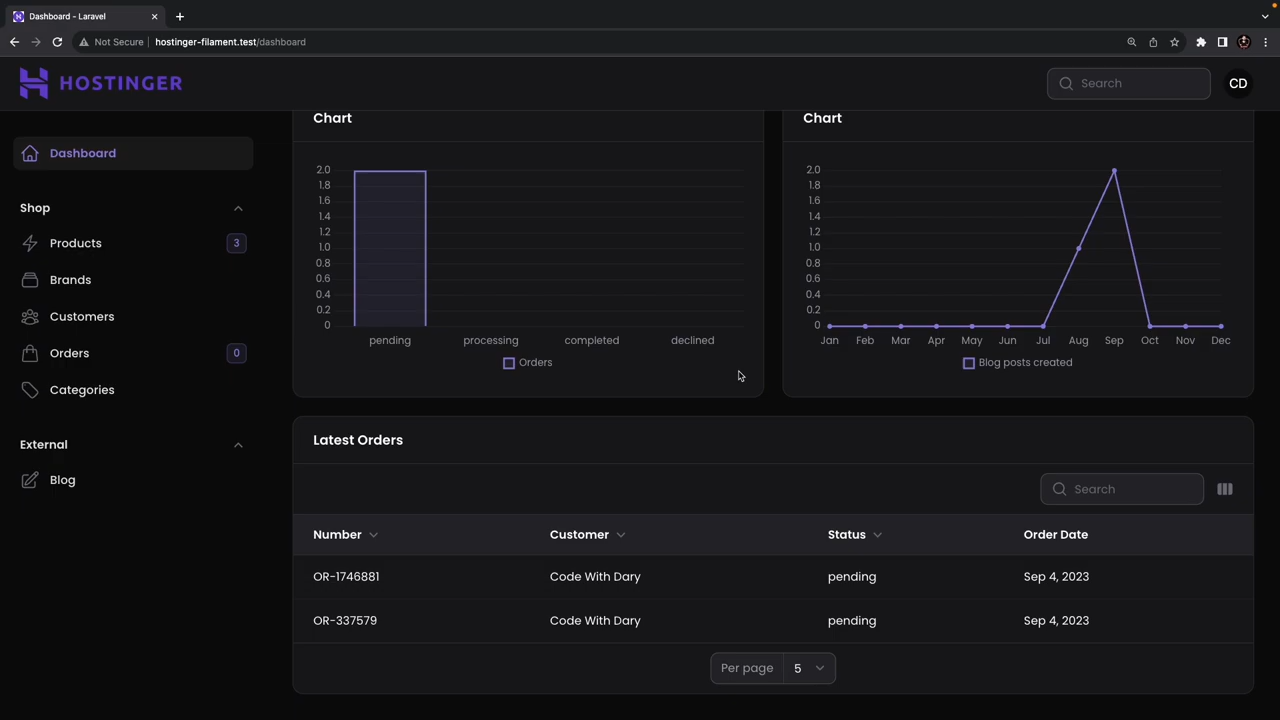 Dashboard - Laravel
Not Secure hostinger-filament.test/dashboard
HOSTINGER
Search
CD
Dashboard
Shop
Products 3
Brands
Customers
Orders 0
Categories
External
Blog
Chart
2.0
1.8
1.6
1.4
1.2
1.0
0.8
0.6
0.4
0.2
0
pending processing completed declined
Orders
Chart
2.0
1.8
1.6
1.4
1.2
1.0
0.8
0.6
0.4
0.2
0
Jan Feb Mar Apr May Jun Jul Aug Sep Oct Nov Dec
Blog posts created
Latest Orders
Search
Number Customer Status Order Date
OR-1746881 Code With Dary pending Sep 4, 2023
OR-337579 Code With Dary pending Sep 4, 2023
Per page 5